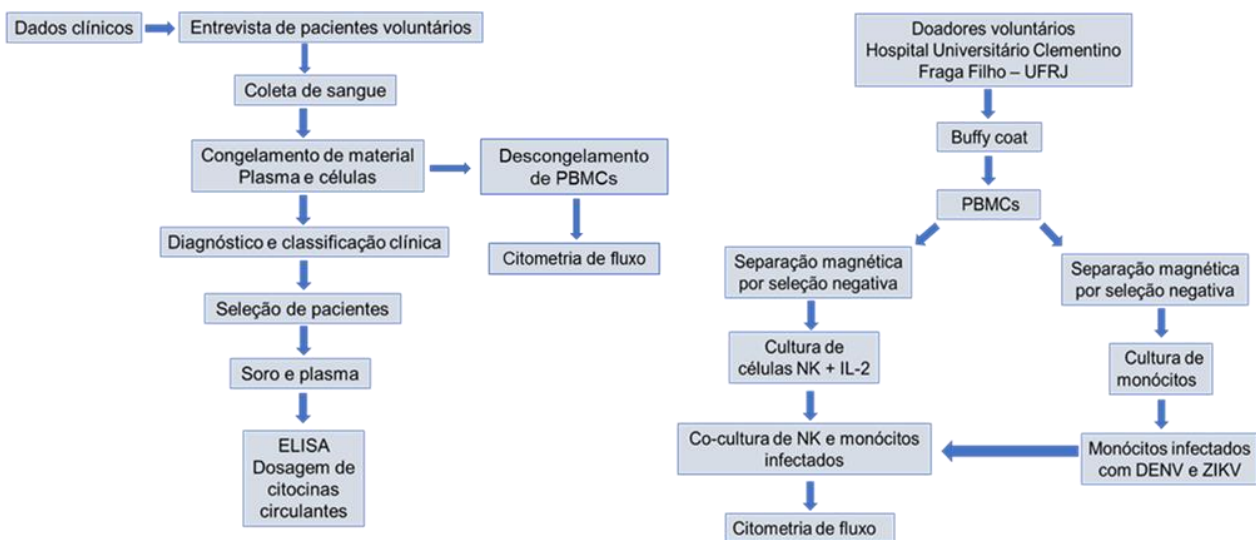 Dados clínicos
Entrevista de pacientes voluntários
Coleta de sangue
Congelamento de material
Plasma e células
Descongelamento
de PBMCs
Citometria de fluxo
Diagnóstico e classificação clínica
Seleção de pacientes
Soro e plasma
ELISA
Dosagem de
citocinas
circulantes
Doadores voluntários
Hospital Universitário Clementino
Fraga Filho – UFRJ
Buffy coat
PBMCs
Separação magnética
por seleção negativa
Cultura de
células NK + IL-2
Separação magnética
por seleção negativa
Cultura de
monócitos
Monócitos infectados
com DENV e ZIKV
Co-cultura de NK e monócitos
infectados
Citometria de fluxo